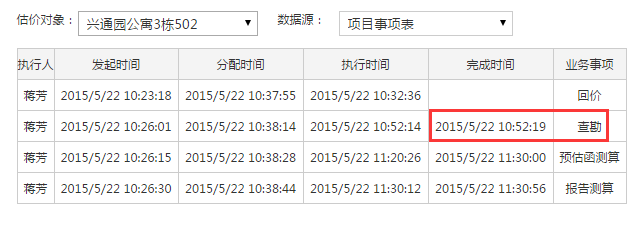 估价对象： 兴通园公寓3栋502 数据源： 项目事项表
执行人 发起时间 分配时间 执行时间 完成时间 业务事项
蒋芳 2015/5/22 10:23:18 2015/5/22 10:37:55 2015/5/22 10:32:36 回价
蒋芳 2015/5/22 10:26:01 2015/5/22 10:38:14 2015/5/22 10:52:14 2015/5/22 10:52:19 查勘
蒋芳 2015/5/22 10:26:15 2015/5/22 10:38:28 2015/5/22 11:20:26 2015/5/22 11:30:00 预估函测算
蒋芳 2015/5/22 10:26:30 2015/5/22 10:38:44 2015/5/22 11:30:12 2015/5/22 11:30:56 报告测算